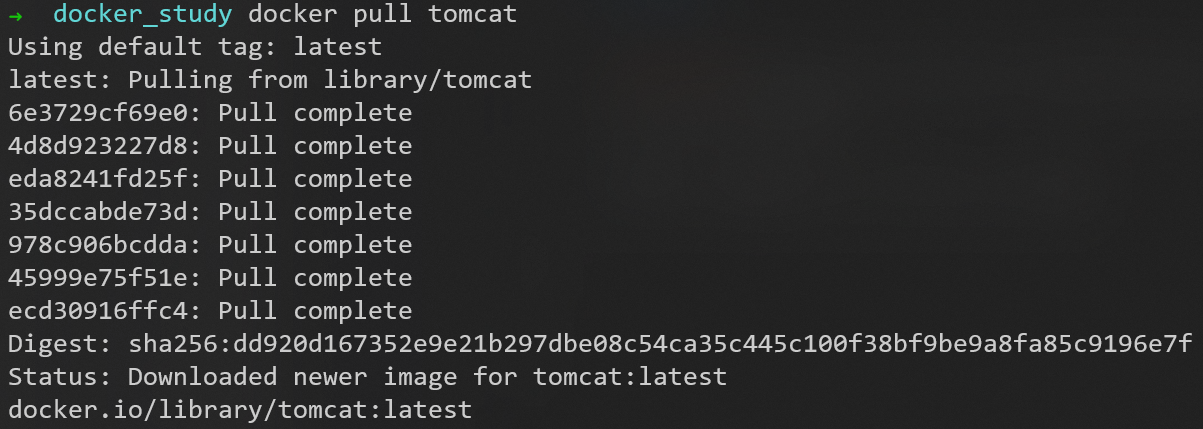 → docker_study docker pull tomcat
Using default tag: latest
latest: Pulling from library/tomcat
6e3729cf69e0: Pull complete
4d8d923227d8: Pull complete
eda8241fd25f: Pull complete
35dccabde73d: Pull complete
978c906bcdda: Pull complete
45999e75f51e: Pull complete
ecd30916ffc4: Pull complete
Digest: sha256:dd920d167352e9e21b297dbe08c54ca35c445c100f38bf9be9a8fa85c9196e7f
Status: Downloaded newer image for tomcat:latest
docker.io/library/tomcat:latest